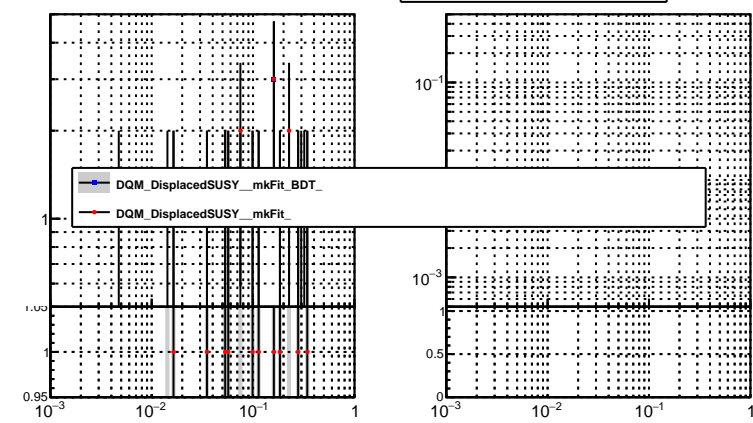 10⁻¹
1
DQM_DisplacedSUSY__mkFit_BDT_
DQM_DisplacedSUSY__mkFit_
10⁻³
1.05
1
1
0.5
0.95
0
10⁻³ 10⁻² 10⁻¹ 1
10⁻³ 10⁻² 10⁻¹ 1